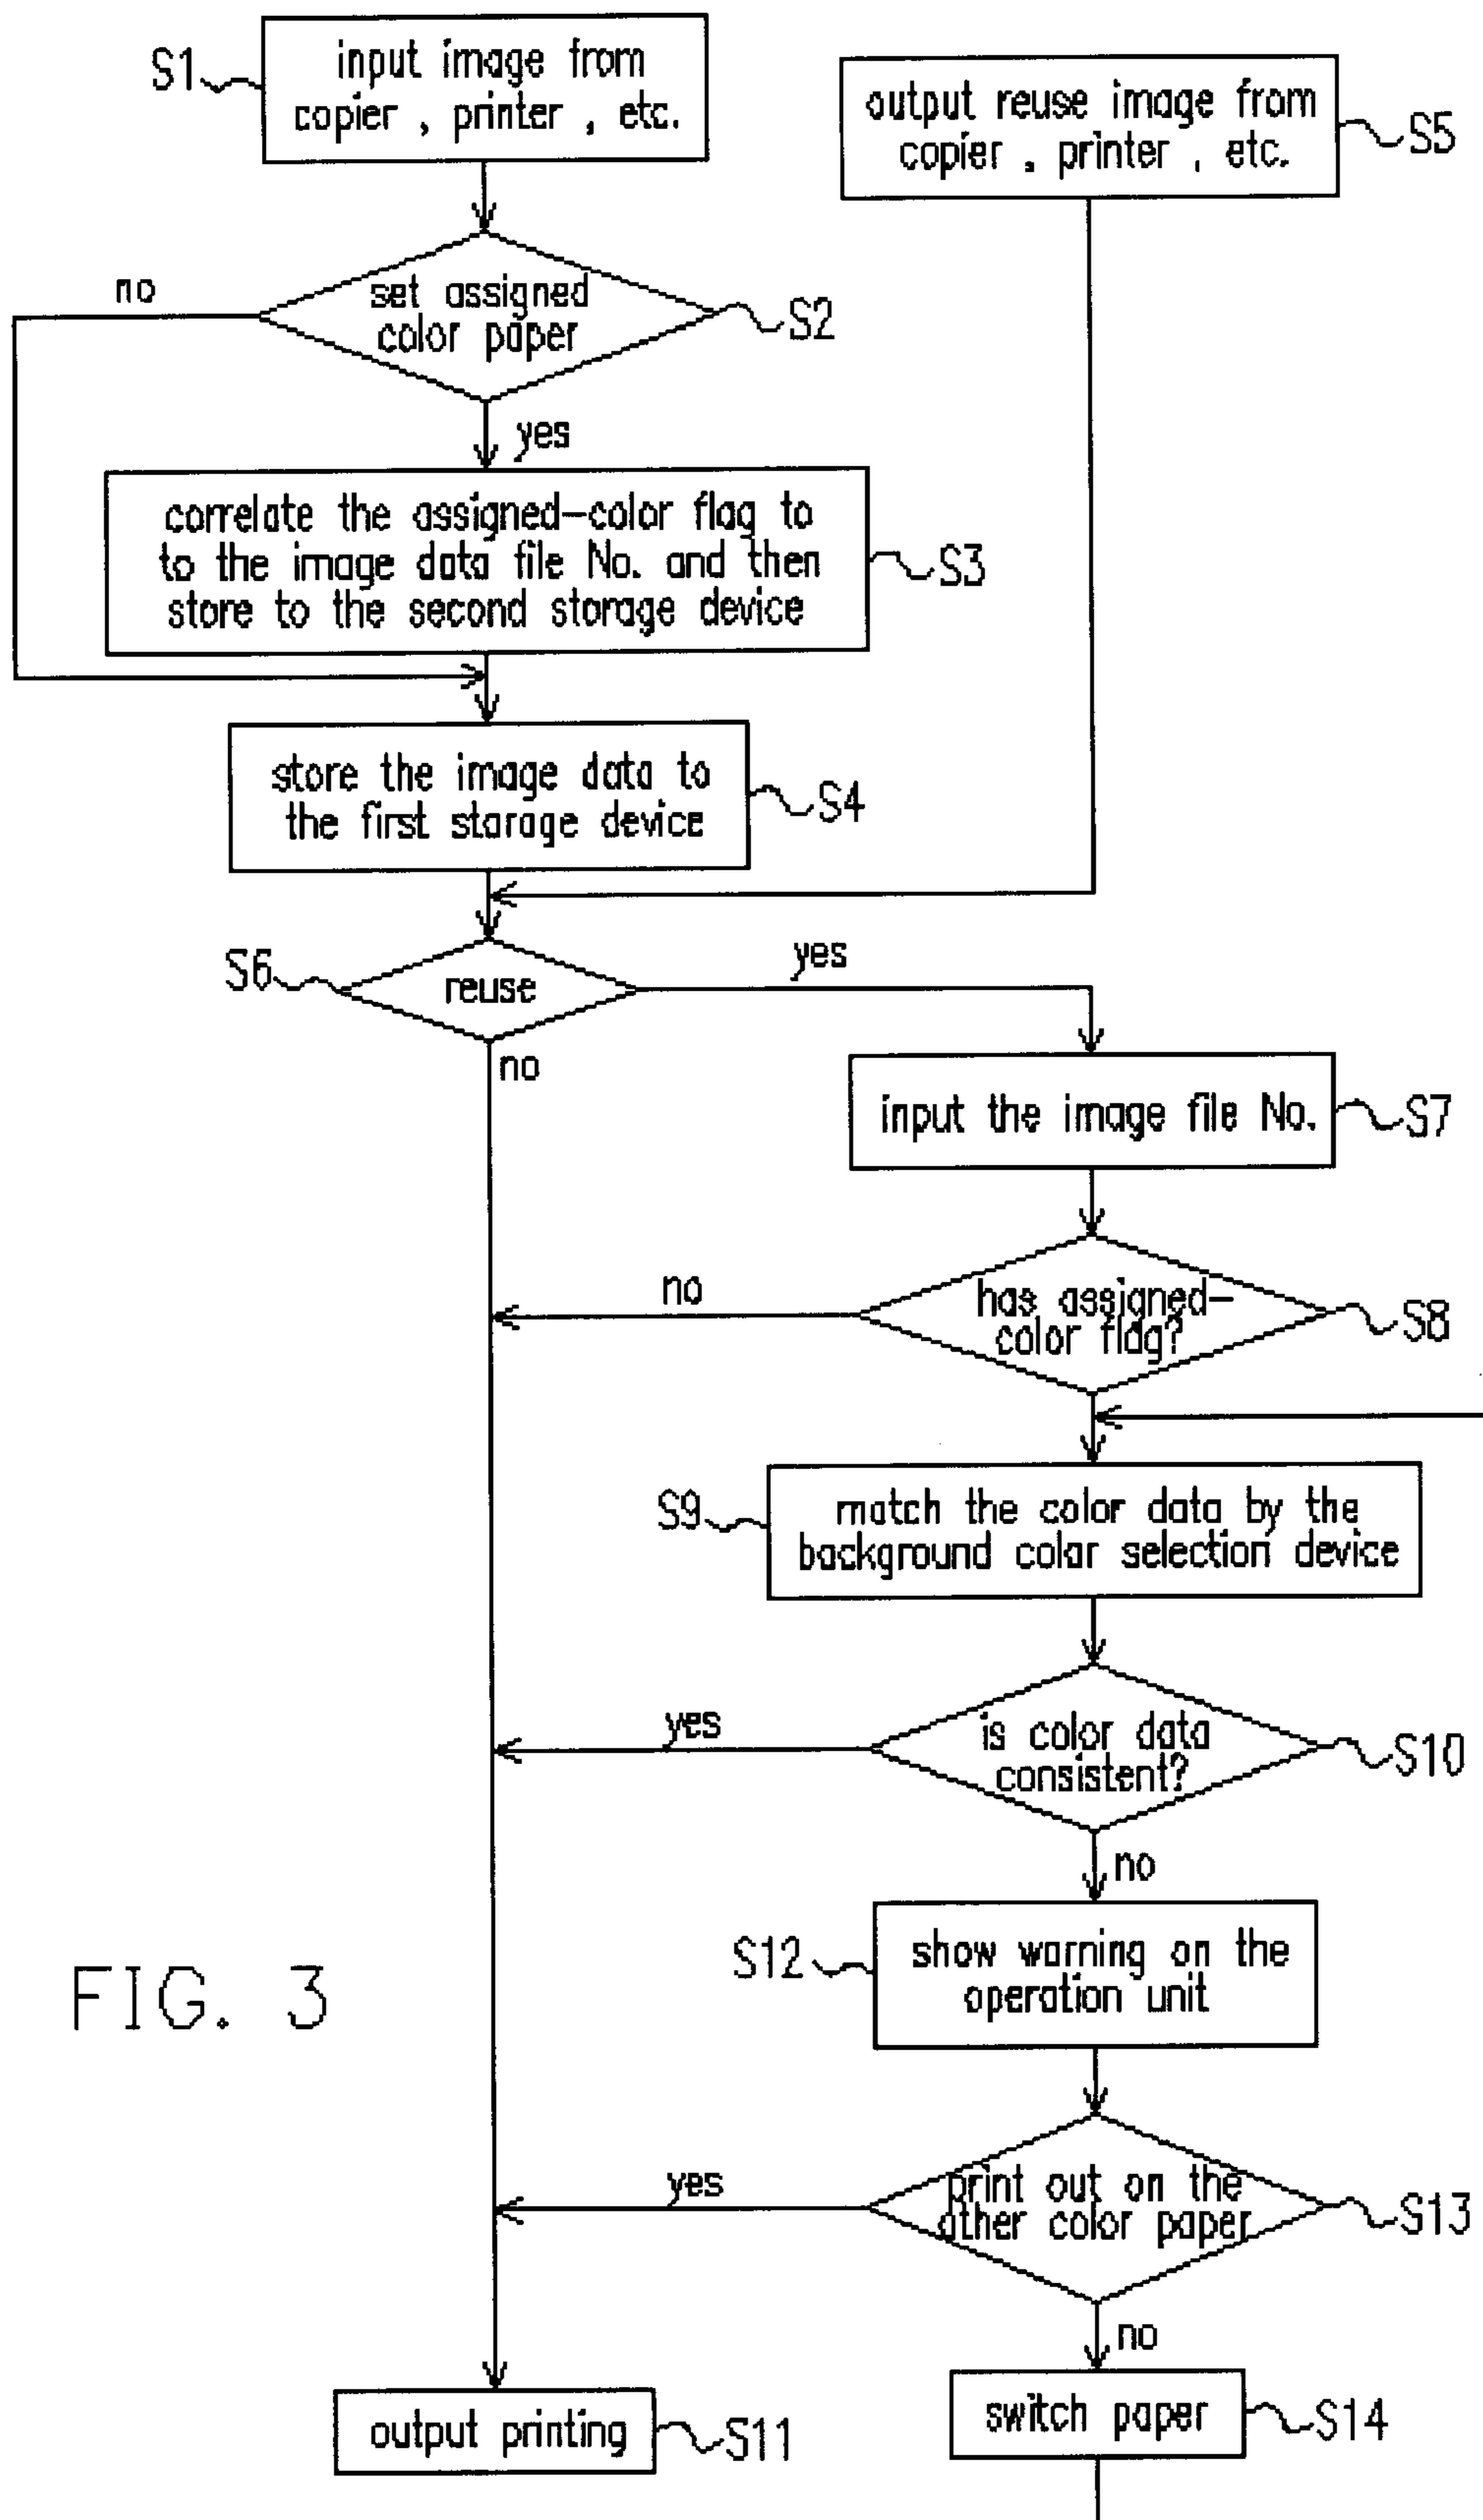 S1
input image from
copier , printer , etc.
output reuse image from
copier , printer , etc.
S5
no
set assigned
color paper
S2
yes
correlate the assigned-color flag to
to the image data file No. and then
store to the second storage device
S3
store the image data to
the first starage device
S4
S6
reuse
yes
no
input the image file No.
S7
no
has assigned-
color flag?
S8
S9
match the color data by the
background color selection device
yes
is color data
consistent?
S10
no
S12
show warning on the
operation unit
FIG. 3
yes
print out on the
other color paper
S13
no
output printing
S11
switch paper
S14